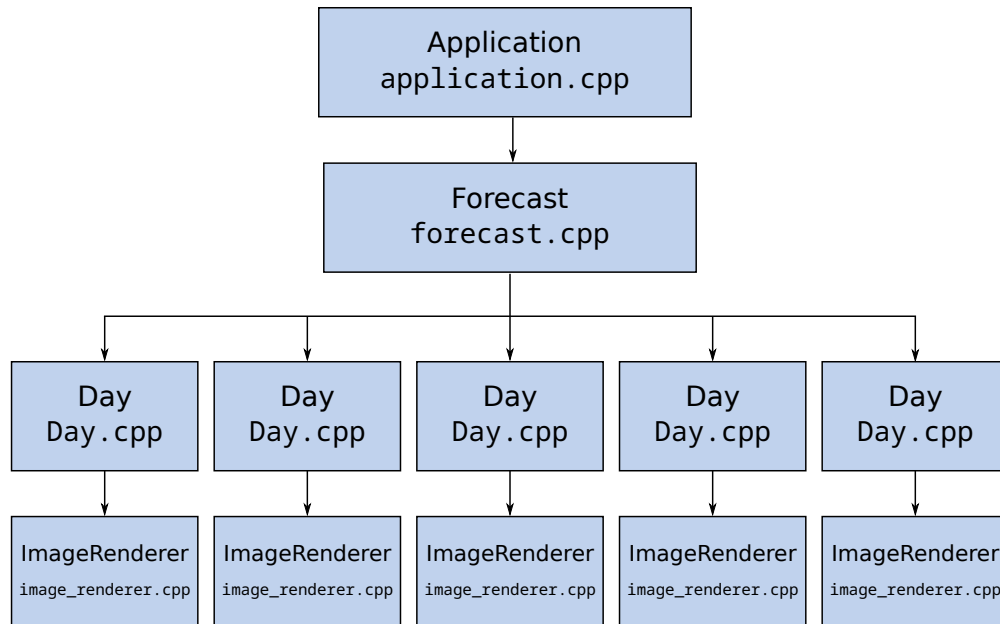 Application
application.cpp
Forecast
forecast.cpp
Day
Day.cpp
Day
Day.cpp
Day
Day.cpp
Day
Day.cpp
Day
Day.cpp
ImageRenderer
image_renderer.cpp
ImageRenderer
image_renderer.cpp
ImageRenderer
image_renderer.cpp
ImageRenderer
image_renderer.cpp
ImageRenderer
image_renderer.cpp